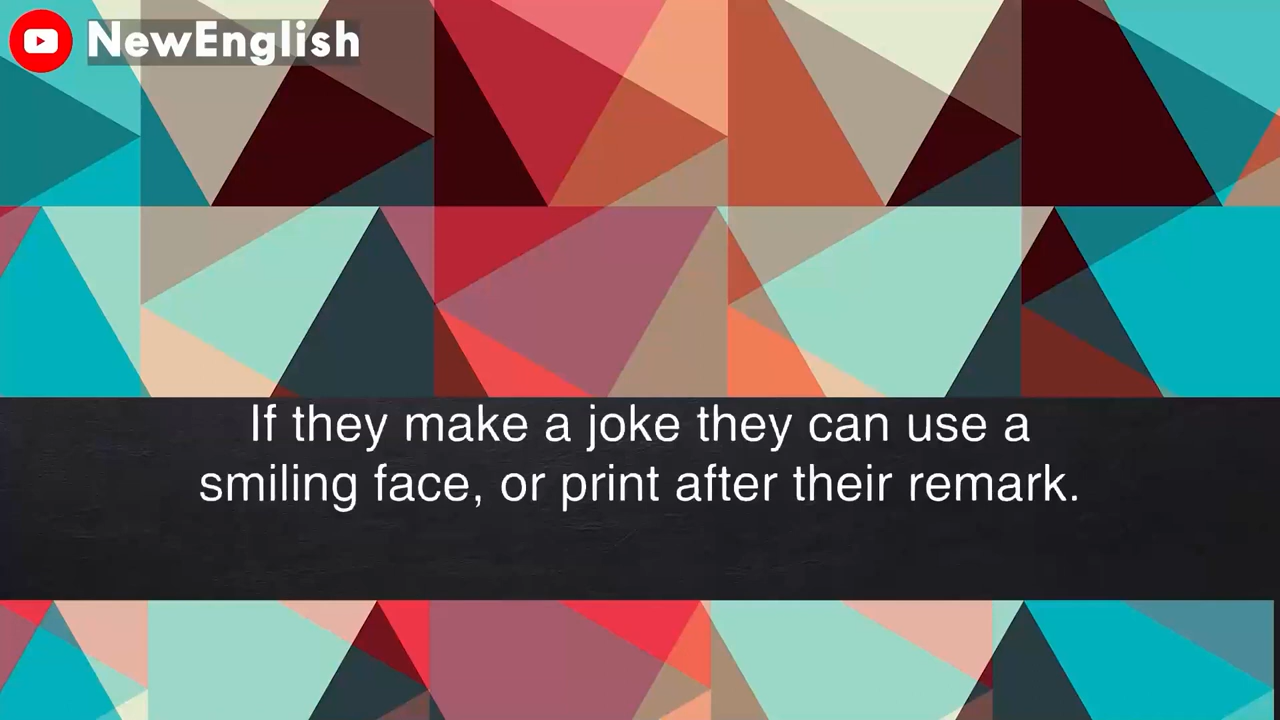 NewEnglish
If they make a joke they can use a
smiling face, or print after their remark.